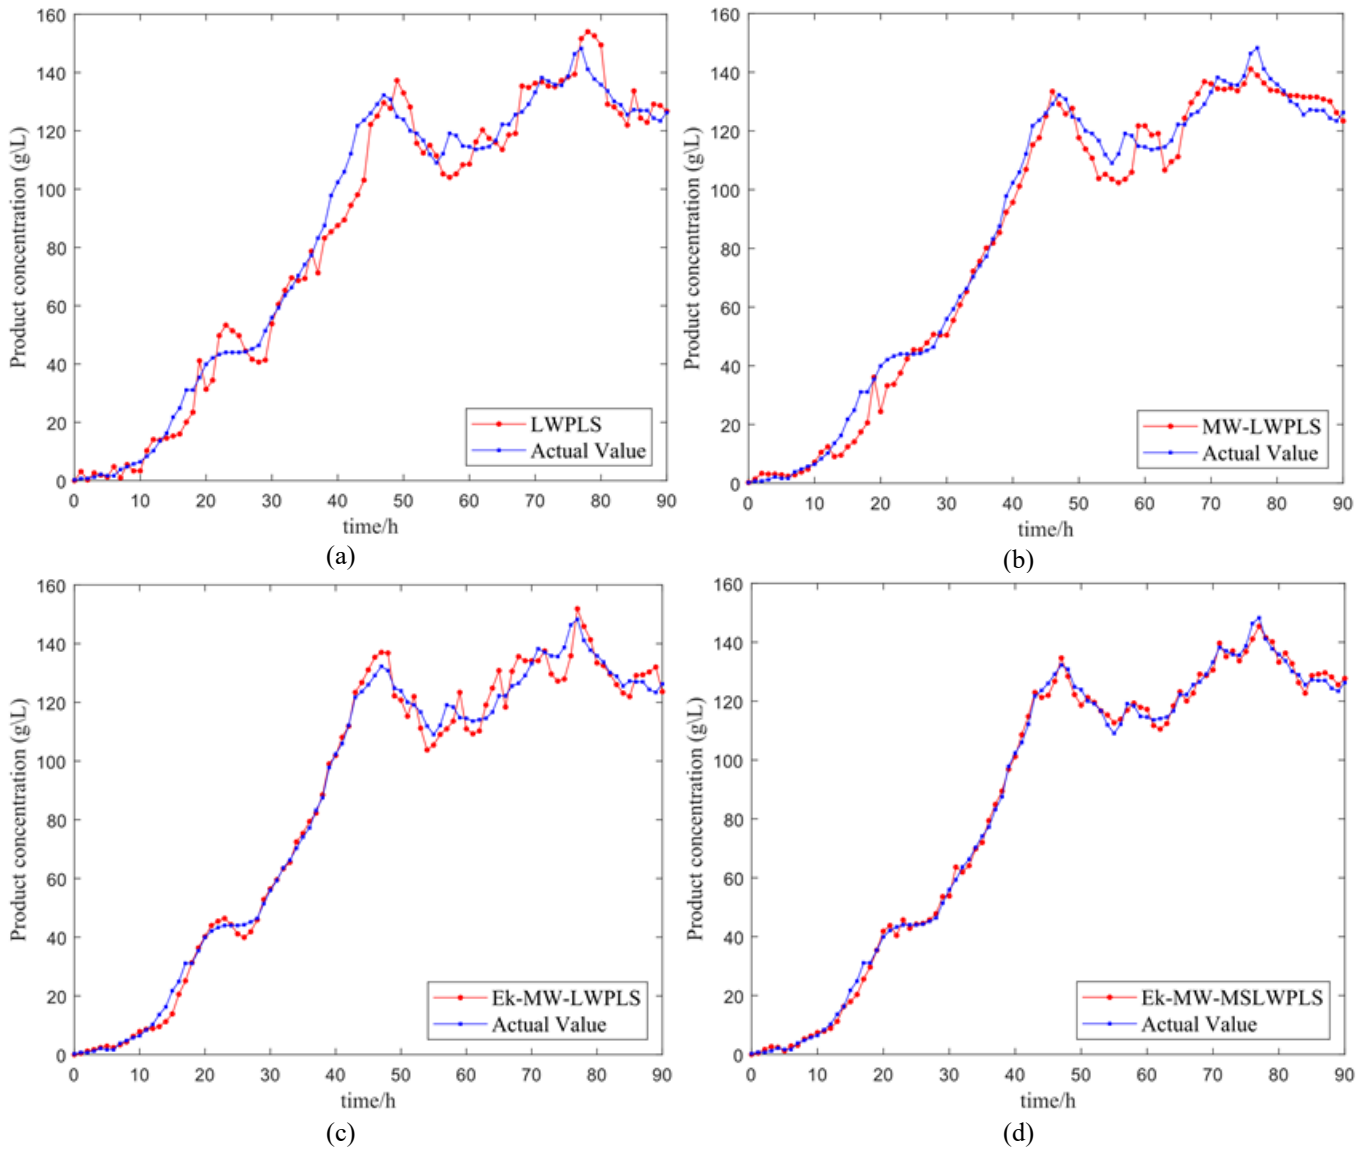 Product concentration (g\L)
160
140
120
100
80
60
40
20
0
0 10 20 30 40 50 60 70 80 90
time/h
LWPLS
Actual Value
(a)
Product concentration (g\L)
160
140
120
100
80
60
40
20
0
0 10 20 30 40 50 60 70 80 90
time/h
MW-LWPLS
Actual Value
(b)
Product concentration (g\L)
160
140
120
100
80
60
40
20
0
0 10 20 30 40 50 60 70 80 90
time/h
Ek-MW-LWPLS
Actual Value
(c)
Product concentration (g\L)
160
140
120
100
80
60
40
20
0
0 10 20 30 40 50 60 70 80 90
time/h
Ek-MW-MSLWPLS
Actual Value
(d)